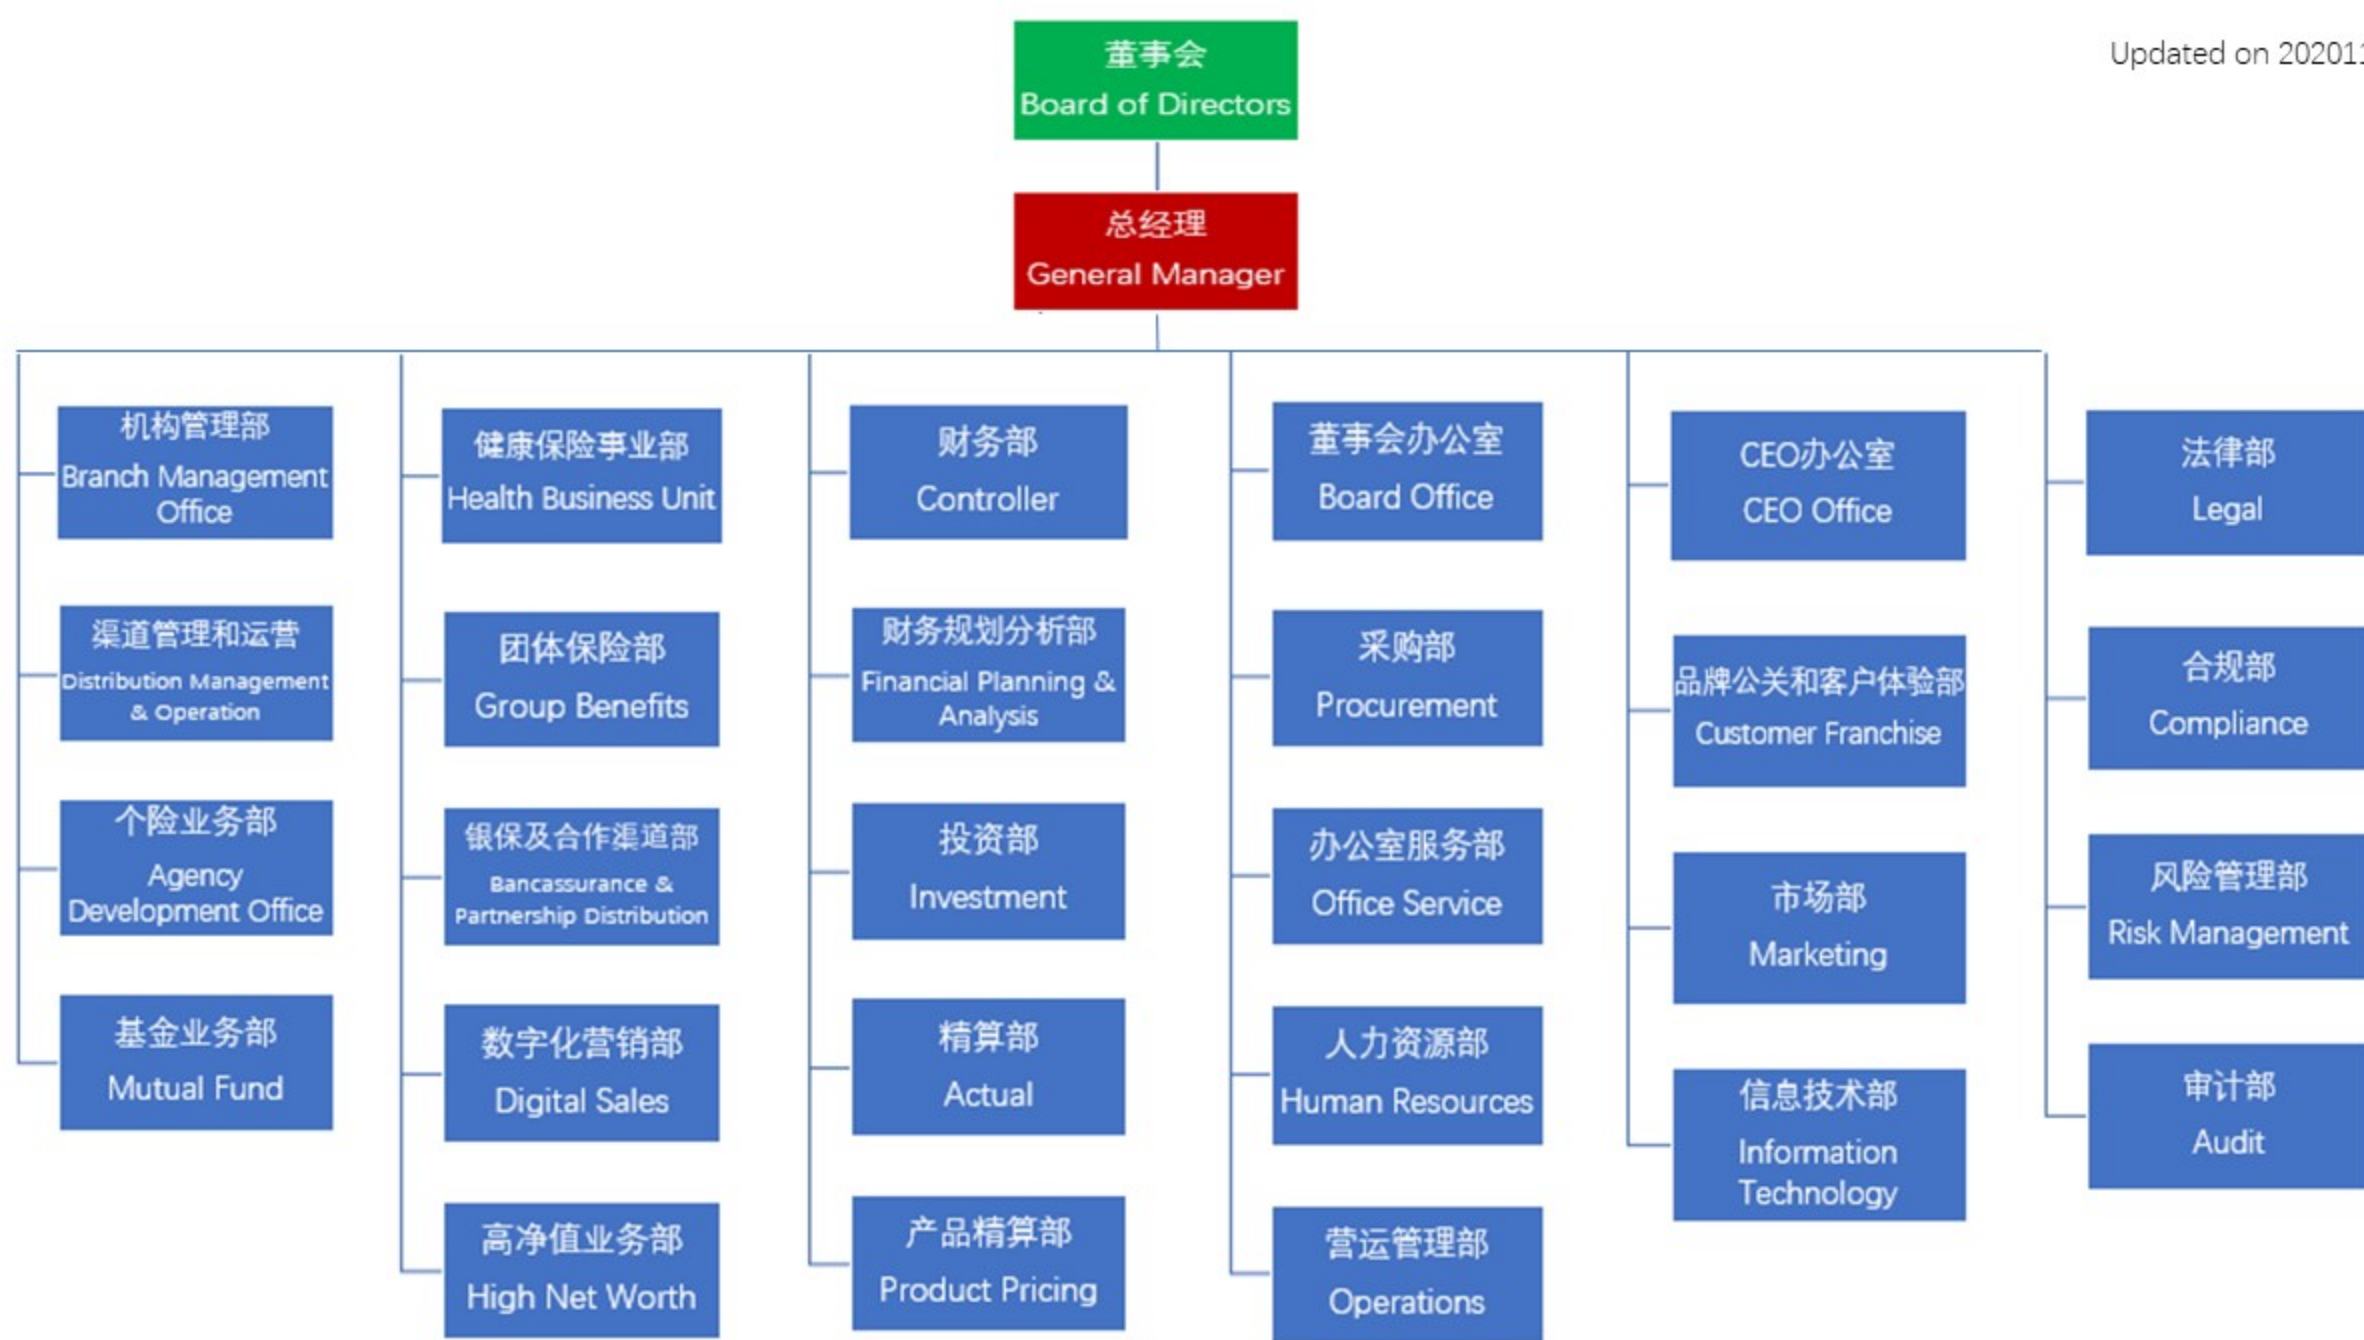 董事会
Board of Directors
Updated on 202011
总经理
General Manager
机构管理部
Branch Management
Office
渠道管理和运营
Distribution Management
& Operation
个险业务部
Agency
Development Office
基金业务部
Mutual Fund
健康保险事业部
Health Business Unit
团体保险部
Group Benefits
银保及合作渠道部
Bancassurance &
Partnership Distribution
数字化营销部
Digital Sales
高净值业务部
High Net Worth
财务部
Controller
财务规划分析部
Financial Planning &
Analysis
投资部
Investment
精算部
Actual
产品精算部
Product Pricing
董事会办公室
Board Office
采购部
Procurement
办公室服务部
Office Service
人力资源部
Human Resources
营运管理部
Operations
CEO办公室
CEO Office
品牌公关和客户体验部
Customer Franchise
市场部
Marketing
信息技术部
Information
Technology
法律部
Legal
合规部
Compliance
风险管理部
Risk Management
审计部
Audit